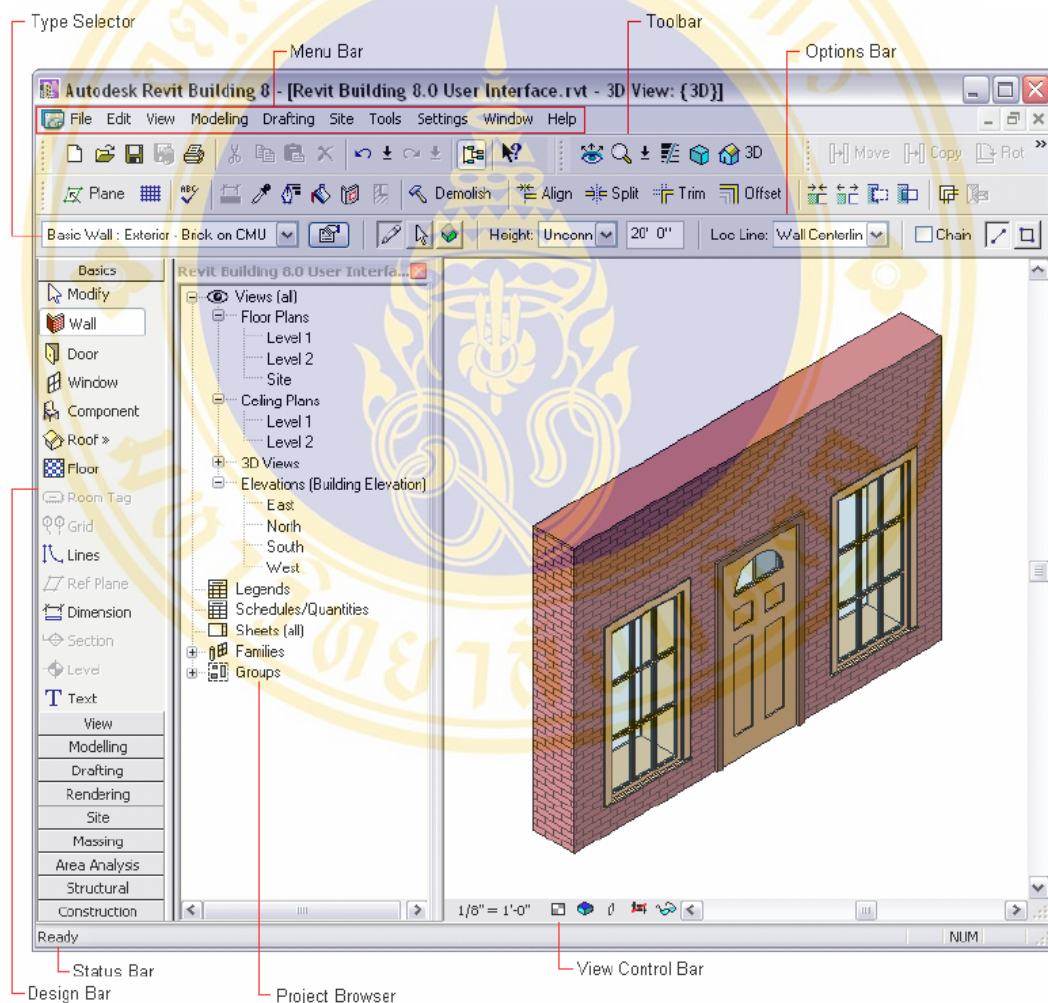 Type Selector
Toolbar
Menu Bar
Options Bar
Autodesk Revit Building 8 - [Revit Building 8.0 User Interface.rvt - 3D View: {3D}]
File Edit View Modeling Drafting Site Tools Settings Window Help
3D Move Copy Rot »
Plane ABC Demolish Align Split Trim Offset
Basic Wall : Exterior - Brick on CMU Height: Unconn 20' 0" Loc Line: Wall Centerlin Chain
Basics
Modify
Wall
Door
Window
Component
Roof »
Floor
Room Tag
Grid
Lines
Ref Plane
Dimension
Section
Level
Text
View
Modelling
Drafting
Rendering
Site
Massing
Area Analysis
Structural
Construction
Revit Building 8.0 User Interfa...
Views (all)
Floor Plans
Level 1
Level 2
Site
Ceiling Plans
Level 1
Level 2
3D Views
Elevations (Building Elevation)
East
North
South
West
Legends
Schedules/Quantities
Sheets (all)
Families
Groups
1/8" = 1'-0"
Ready
NUM
Status Bar
View Control Bar
Design Bar
Project Browser